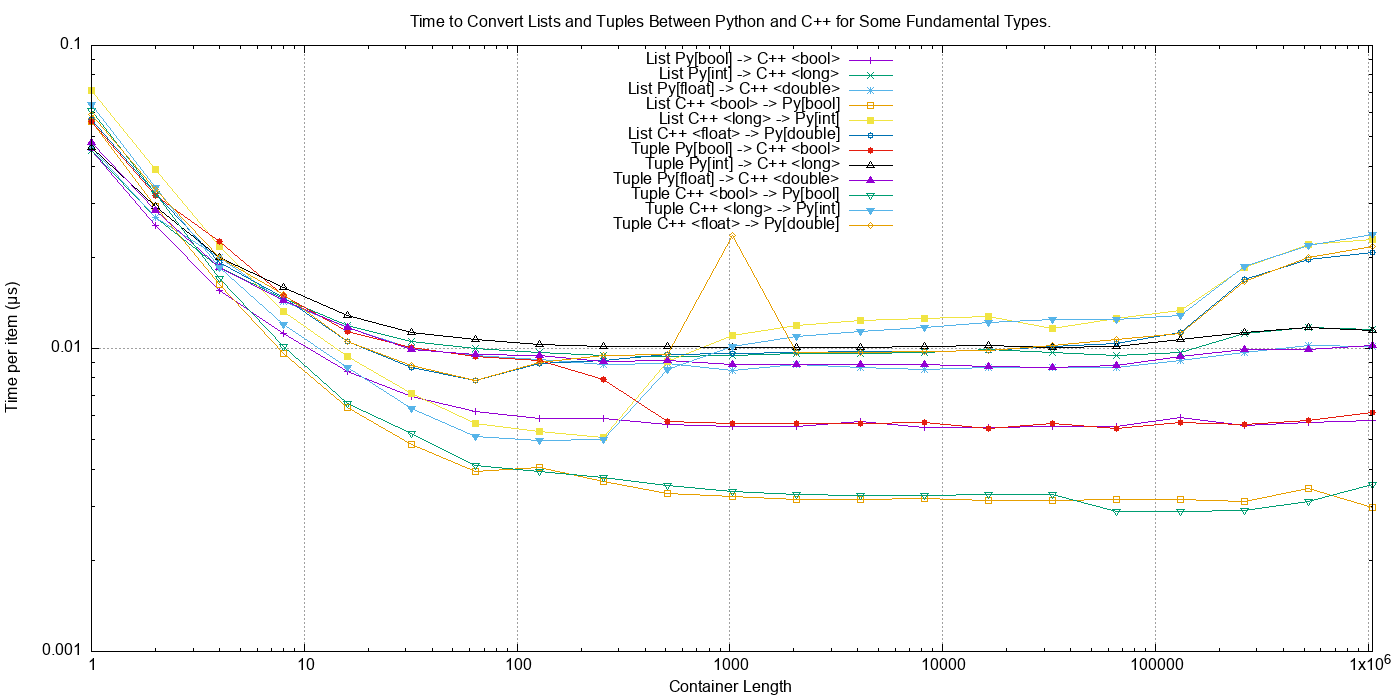 Time to Convert Lists and Tuples Between Python and C++ for Some Fundamental Types.
0.1
List Py[bool] -> C++ <bool>
List Py[int] -> C++ <long>
List Py[float] -> C++ <double>
List C++ <bool> -> Py[bool]
List C++ <long> -> Py[int]
List C++ <float> -> Py[double]
Tuple Py[bool] -> C++ <bool>
Tuple Py[int] -> C++ <long>
Tuple Py[float] -> C++ <double>
Tuple C++ <bool> -> Py[bool]
Tuple C++ <long> -> Py[int]
Tuple C++ <float> -> Py[double]
Time per item (µs)
0.01
0.001
1 10 100 1000 10000 100000 1x10^6
Container Length